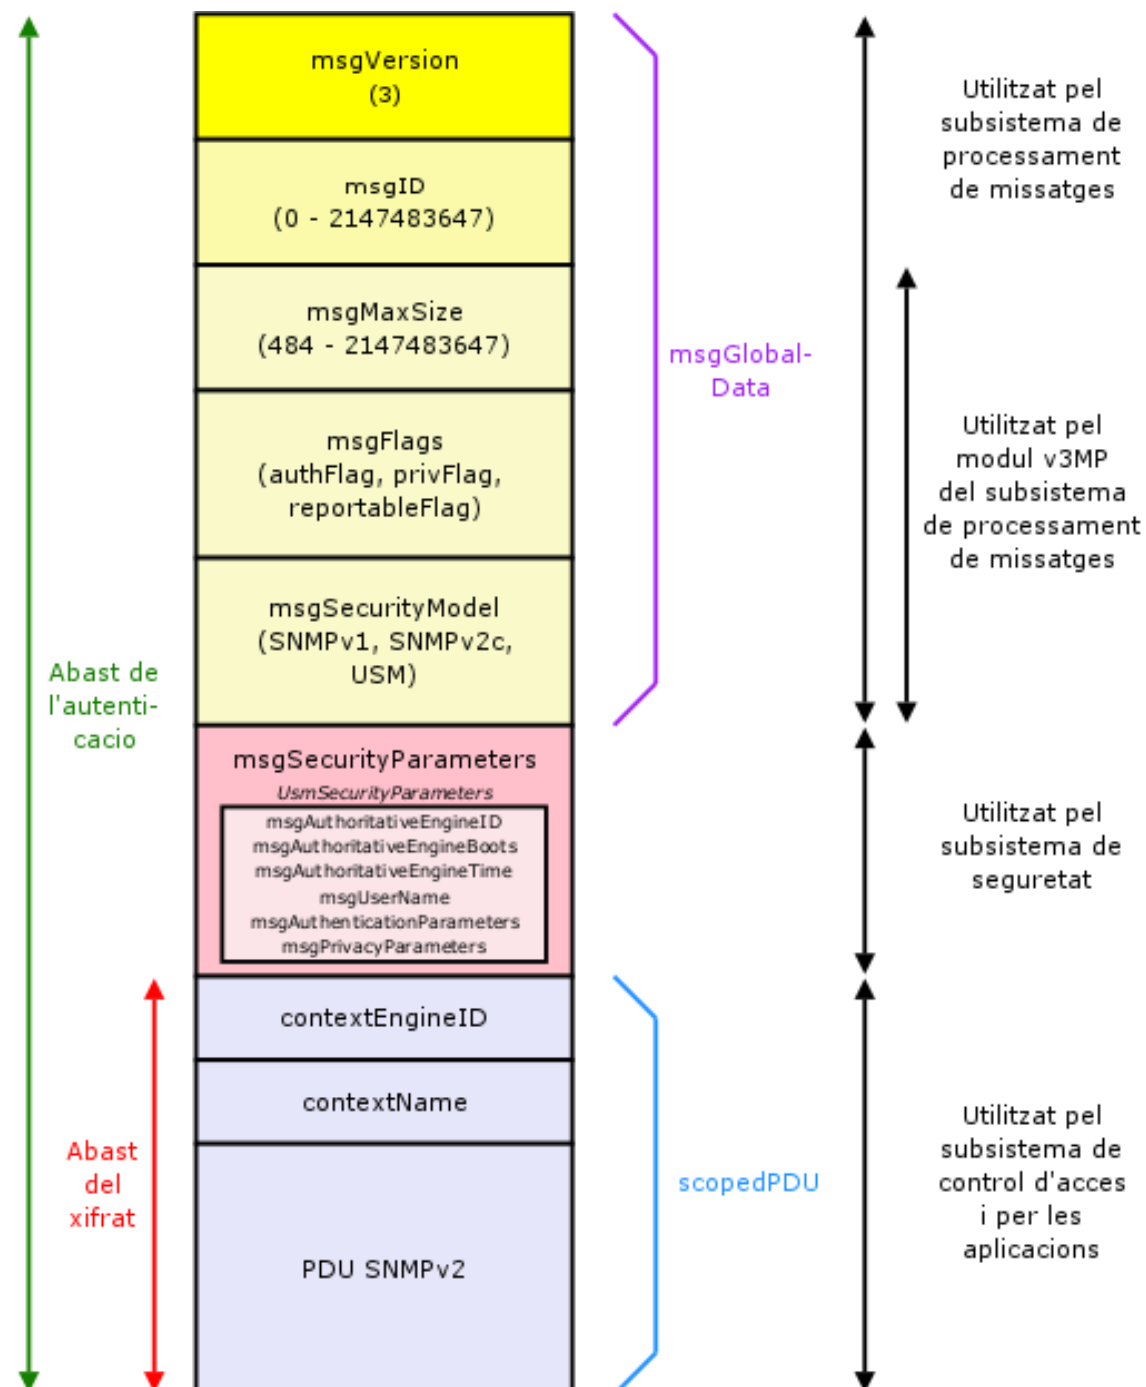 msgVersion
(3)
msgID
(0 - 2147483647)
msgMaxSize
(484 - 2147483647)
msgFlags
(authFlag, privFlag,
reportableFlag)
msgSecurityModel
(SNMPv1, SNMPv2c,
USM)
msgSecurityParameters
UsmSecurityParameters
msgAuthoritativeEngineID
msgAuthoritativeEngineBoots
msgAuthoritativeEngineTime
msgUserName
msgAuthenticationParameters
msgPrivacyParameters
contextEngineID
contextName
PDU SNMPv2
Abast de
l'autenti-
cacio
Abast
del
xifrat
msgGlobal-
Data
scopedPDU
Utilitzat pel
subsistema de
processament
de missatges
Utilitzat pel
modul v3MP
del subsistema
de processament
de missatges
Utilitzat pel
subsistema de
seguretat
Utilitzat pel
subsistema de
control d'acces
i per les
aplicacions